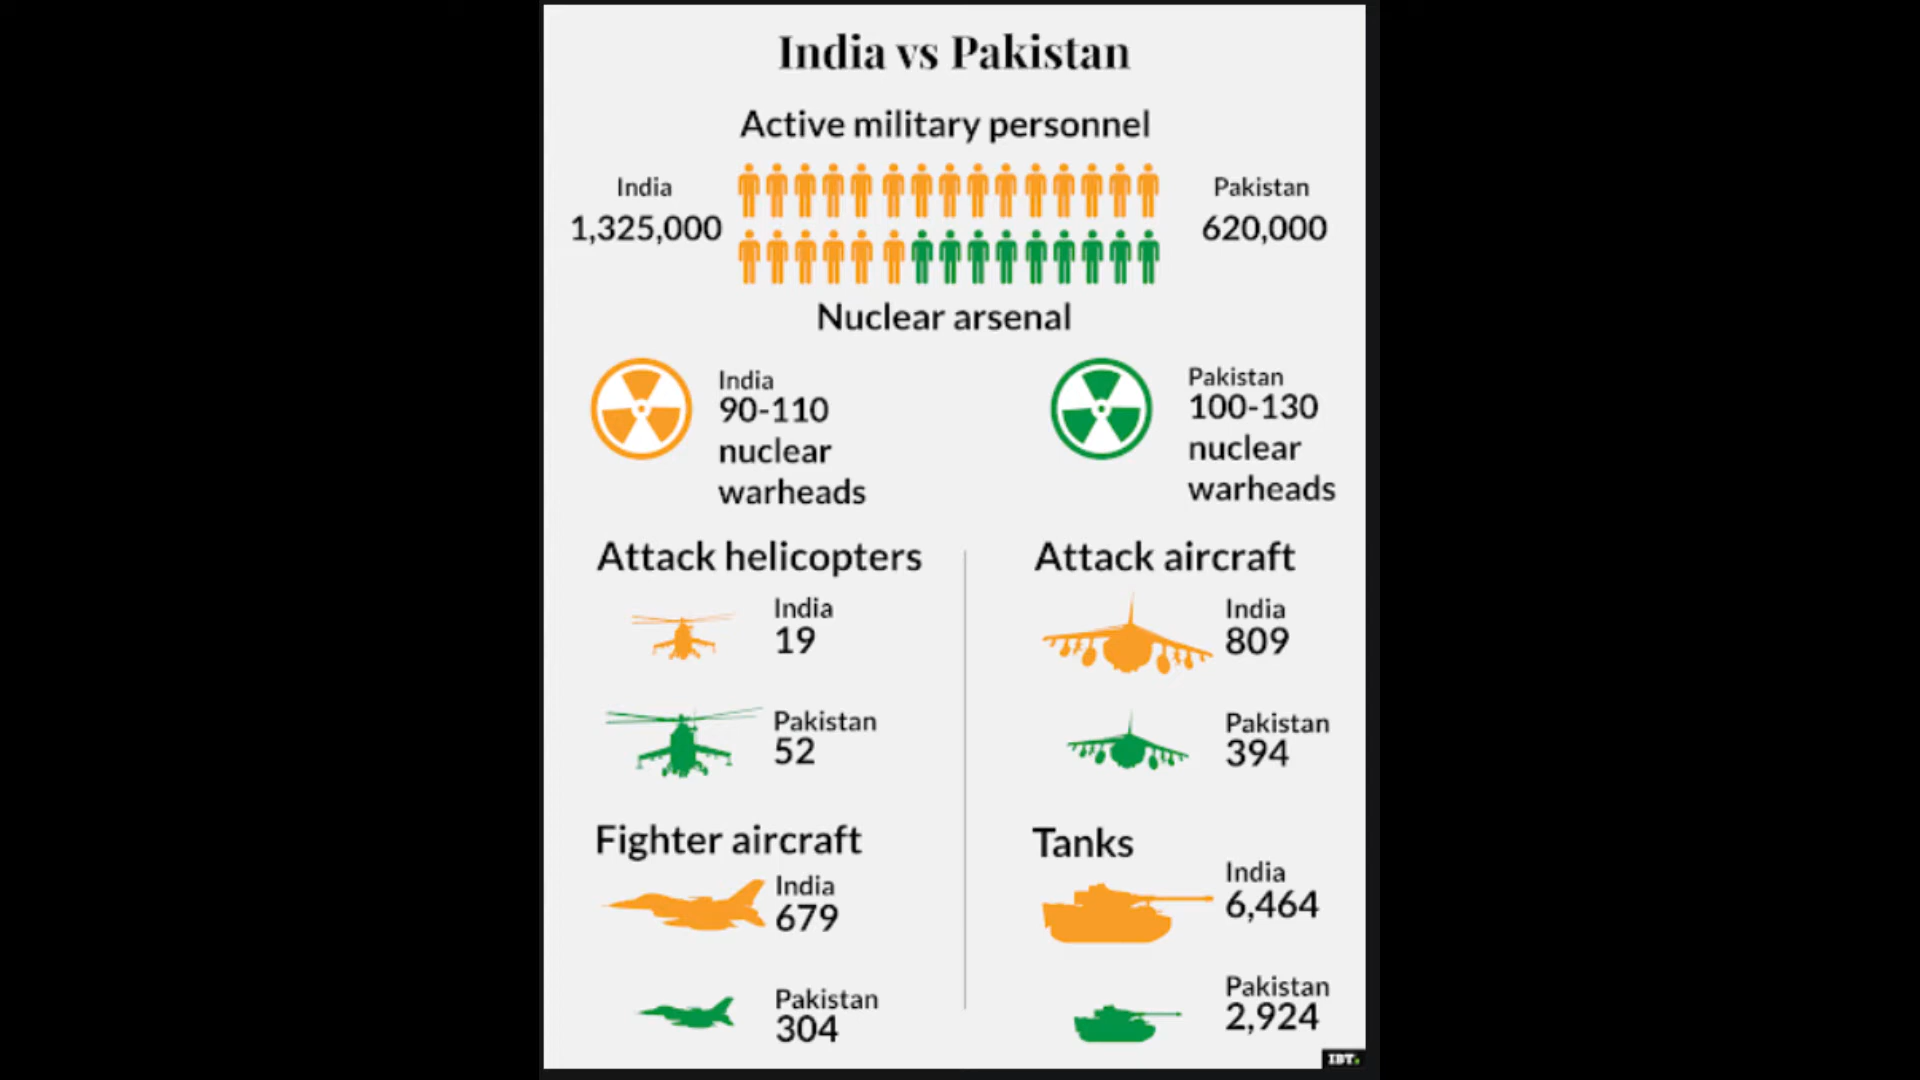 India vs Pakistan
Active military personnel
India
1,325,000
Pakistan
620,000
Nuclear arsenal
India
90-110
nuclear
warheads
Pakistan
100-130
nuclear
warheads
Attack helicopters
India
19
Pakistan
52
Attack aircraft
India
809
Pakistan
394
Fighter aircraft
India
679
Pakistan
304
Tanks
India
6,464
Pakistan
2,924
IBT.